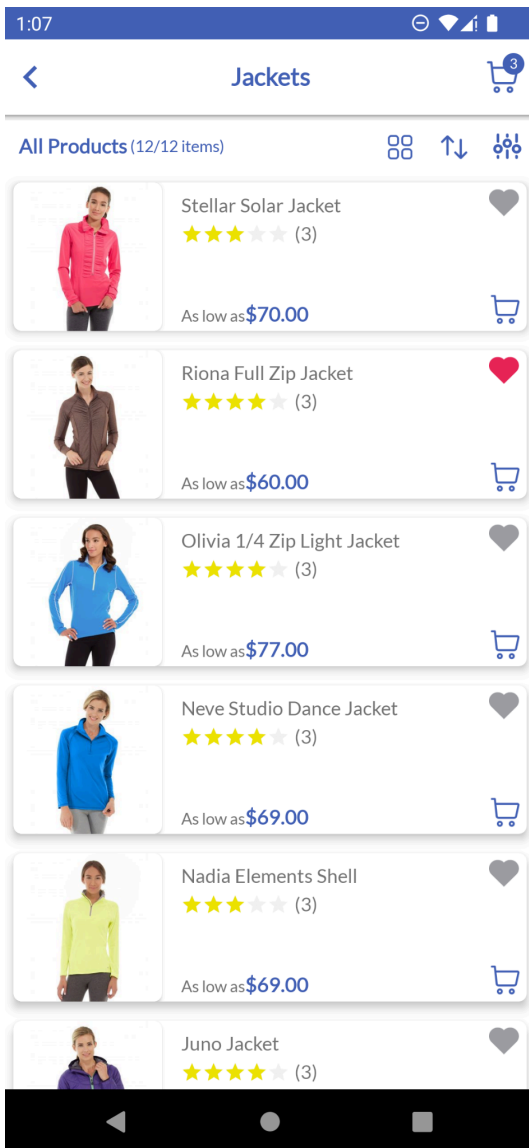 1:07
Jackets
3
All Products (12/12 items)
Stellar Solar Jacket
(3)
As low as $70.00
Riona Full Zip Jacket
(3)
As low as $60.00
Olivia 1/4 Zip Light Jacket
(3)
As low as $77.00
Neve Studio Dance Jacket
(3)
As low as $69.00
Nadia Elements Shell
(3)
As low as $69.00
Juno Jacket
(3)